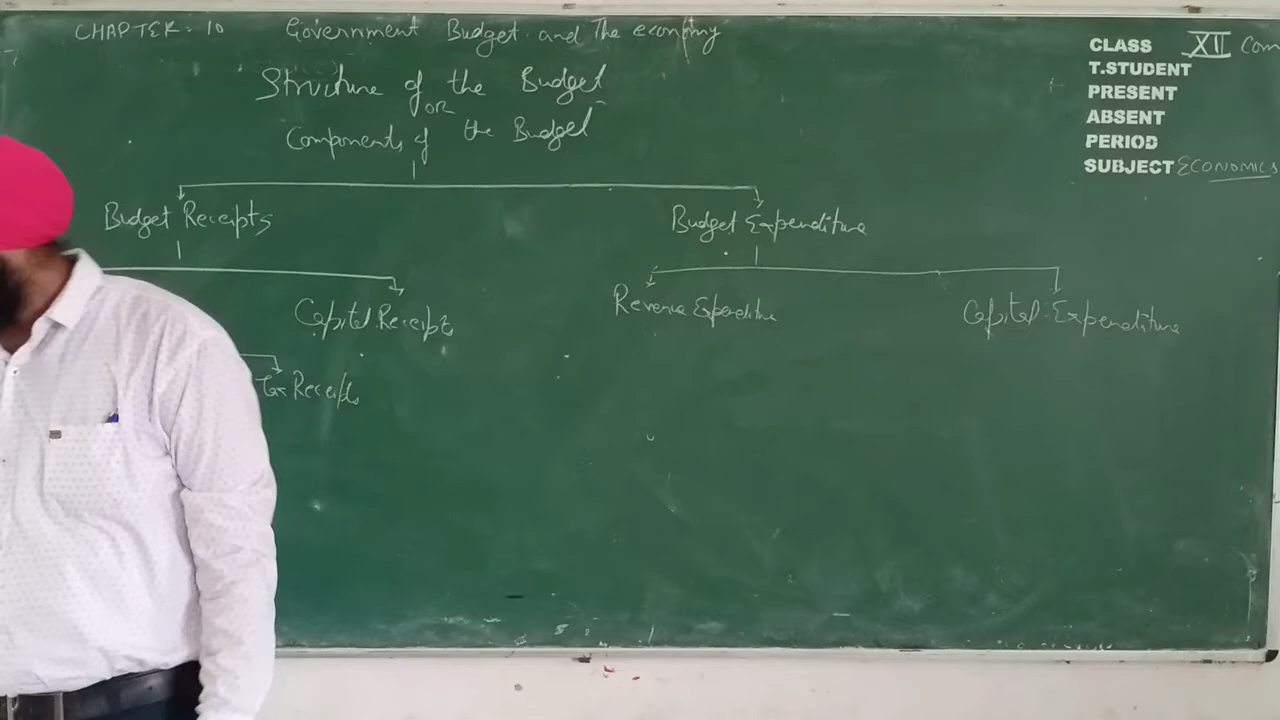 CHAPTER: 10 Government Budget and The economy
Structure of the Budget
OR
Components of the Budget
Budget Receipts
Budget Expenditure
Capital Receipts
Revenue Expenditure
Capital Expenditure
Tax Receipts
CLASS XII Com
T.STUDENT
PRESENT
ABSENT
PERIOD
SUBJECT ECONOMICS